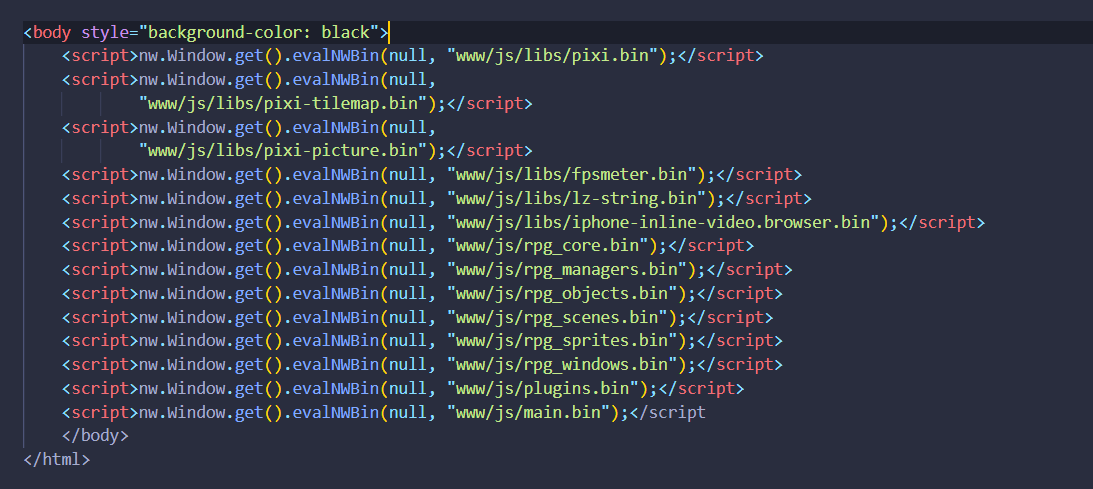 <body style="background-color: black">
<script>nw.Window.get().evalNWBin(null, "www/js/libs/pixi.bin");</script>
<script>nw.Window.get().evalNWBin(null,
"www/js/libs/pixi-tilemap.bin");</script>
<script>nw.Window.get().evalNWBin(null,
"www/js/libs/pixi-picture.bin");</script>
<script>nw.Window.get().evalNWBin(null, "www/js/libs/fpsmeter.bin");</script>
<script>nw.Window.get().evalNWBin(null, "www/js/libs/lz-string.bin");</script>
<script>nw.Window.get().evalNWBin(null, "www/js/libs/iphone-inline-video.browser.bin");</script>
<script>nw.Window.get().evalNWBin(null, "www/js/rpg_core.bin");</script>
<script>nw.Window.get().evalNWBin(null, "www/js/rpg_managers.bin");</script>
<script>nw.Window.get().evalNWBin(null, "www/js/rpg_objects.bin");</script>
<script>nw.Window.get().evalNWBin(null, "www/js/rpg_scenes.bin");</script>
<script>nw.Window.get().evalNWBin(null, "www/js/rpg_sprites.bin");</script>
<script>nw.Window.get().evalNWBin(null, "www/js/rpg_windows.bin");</script>
<script>nw.Window.get().evalNWBin(null, "www/js/plugins.bin");</script>
<script>nw.Window.get().evalNWBin(null, "www/js/main.bin");</script
</body>
</html>